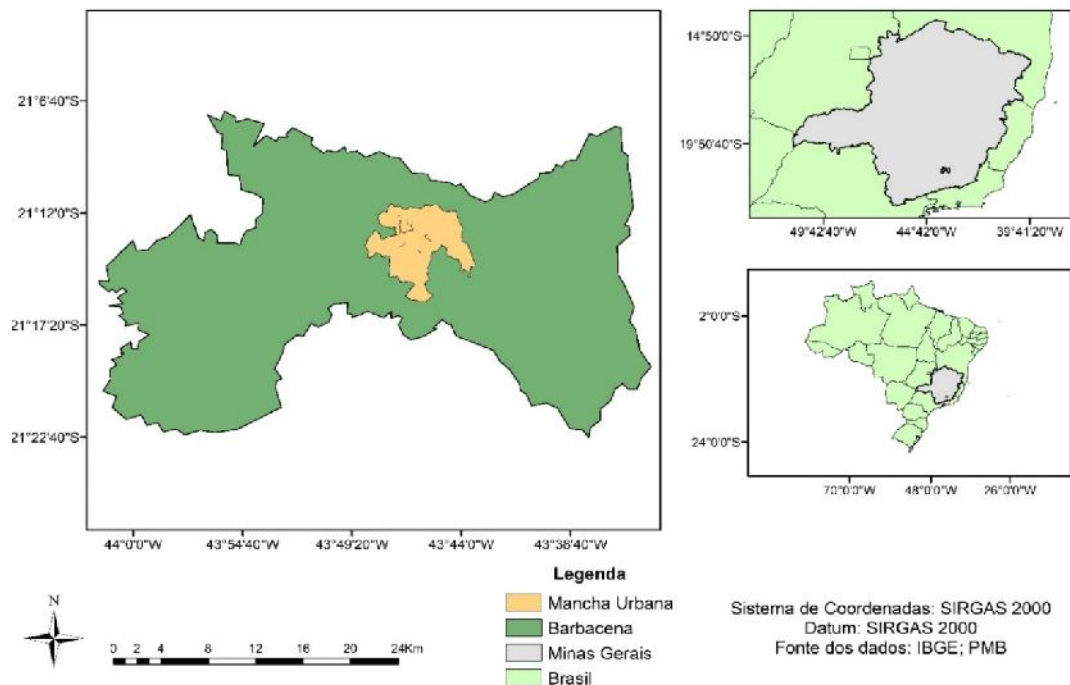 21°6'40"S
21°12'0"S
21°17'20"S
21°22'40"S
44°0'0"W
43°54'40"W
43°49'20"W
43°44'0"W
43°38'40"W
14°50'0"S
19°50'40"S
49°42'40"W
44°42'0"W
39°41'20"W
2°0'0"S
24°0'0"S
70°0'0"W
48°0'0"W
26°0'0"W
N
0 2 4 8 12 16 20 24Km
Legenda
Mancha Urbana
Barbacena
Minas Gerais
Brasil
Sistema de Coordenadas: SIRGAS 2000
Datum: SIRGAS 2000
Fonte dos dados: IBGE; PMB